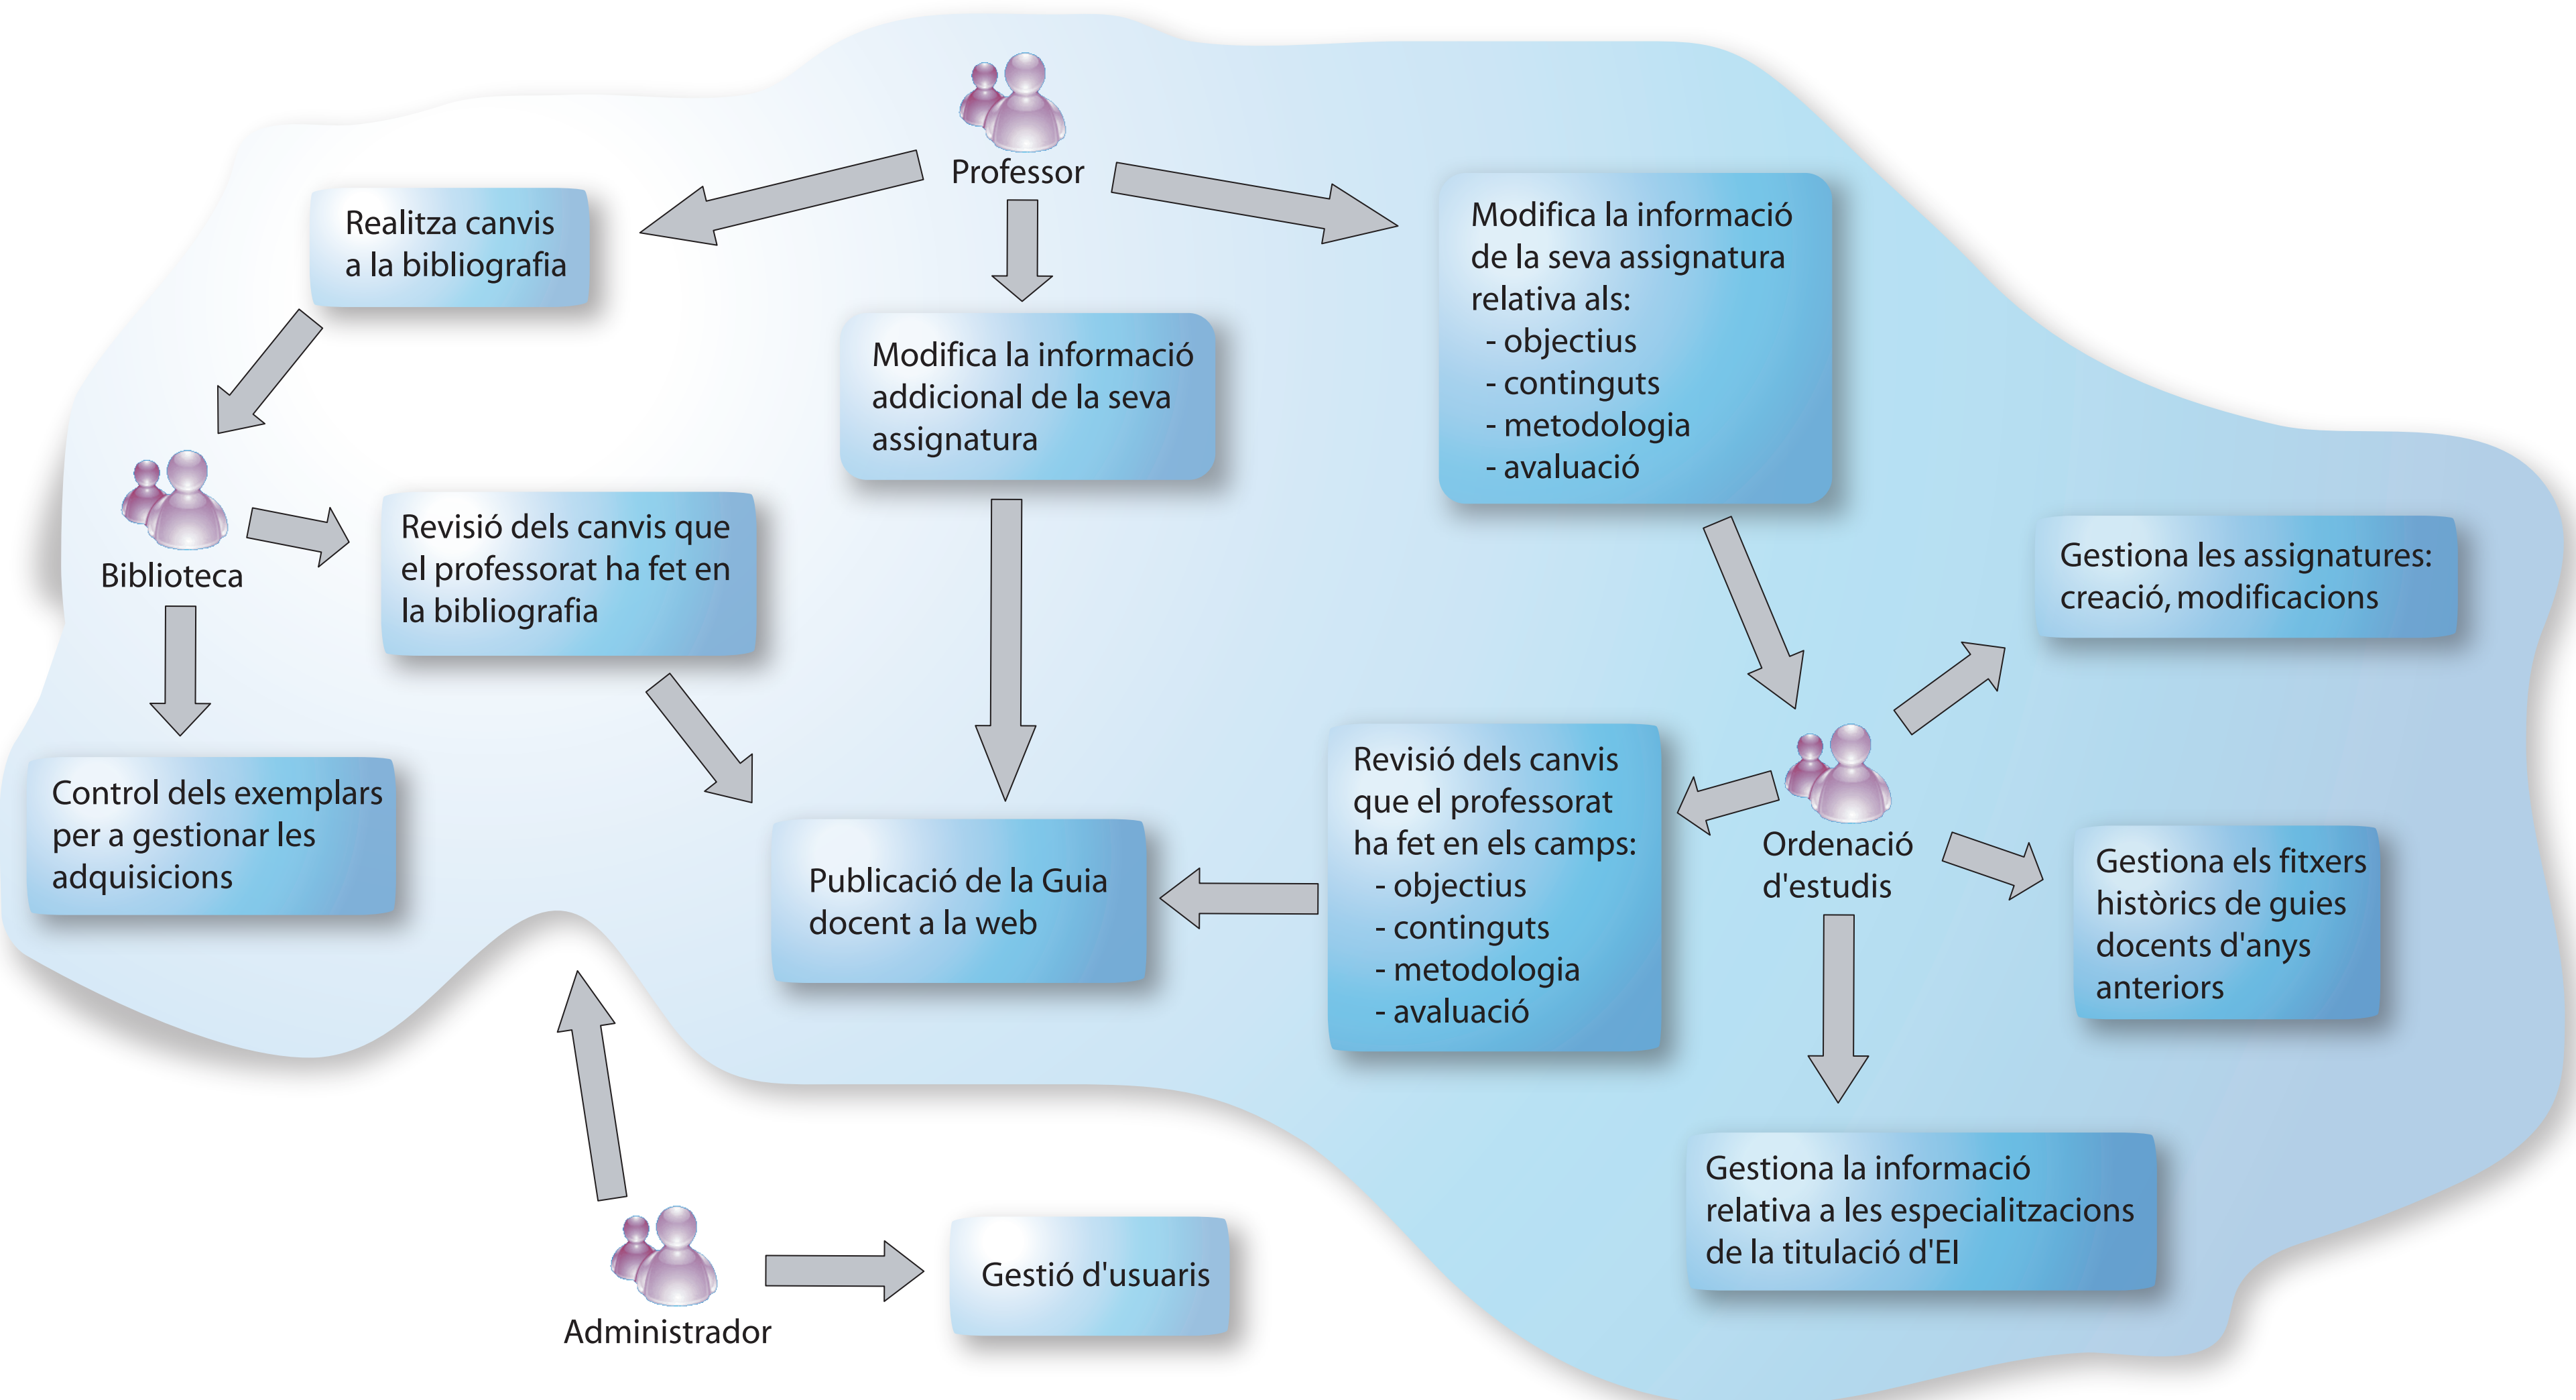 Professor
Realitza canvis
a la bibliografia
Modifica la informació
addicional de la seva
assignatura
Modifica la informació
de la seva assignatura
relativa als:
- objectius
- continguts
- metodologia
- avaluació
Biblioteca
Revisió dels canvis que
el professorat ha fet en
la bibliografia
Gestiona les assignatures:
creació, modificacions
Control dels exemplars
per a gestionar les
adquisicions
Publicació de la Guia
docent a la web
Revisió dels canvis
que el professorat
ha fet en els camps:
- objectius
- continguts
- metodologia
- avaluació
Ordenació
d'estudis
Gestiona els fitxers
històrics de guies
docents d'anys
anteriors
Gestiona la informació
relativa a les especialitzacions
de la titulació d'EI
Administrador
Gestió d'usuaris